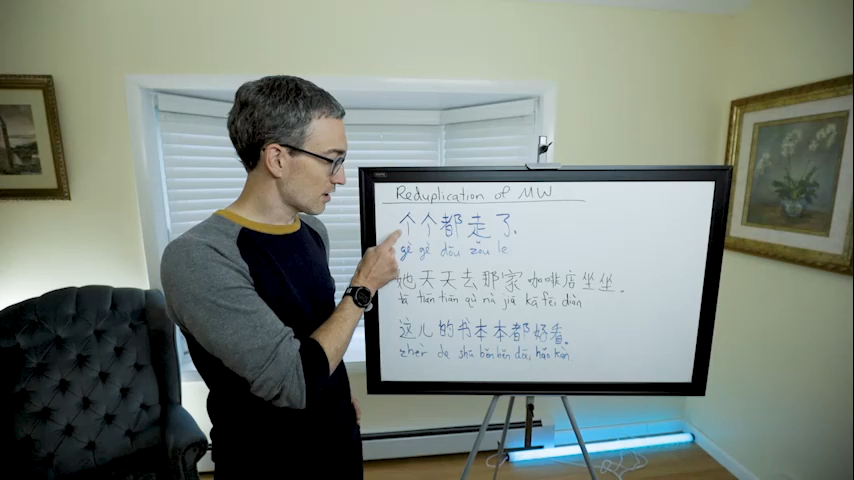 Reduplication of MW
个个都走了.
gè gè dōu zǒu le
她天天去那家咖啡店坐坐.
tā tiān tiān qù nà jiā kā fēi diàn
这儿的书本本都好看.
zhèr de shū běn běn dōu hǎo kàn